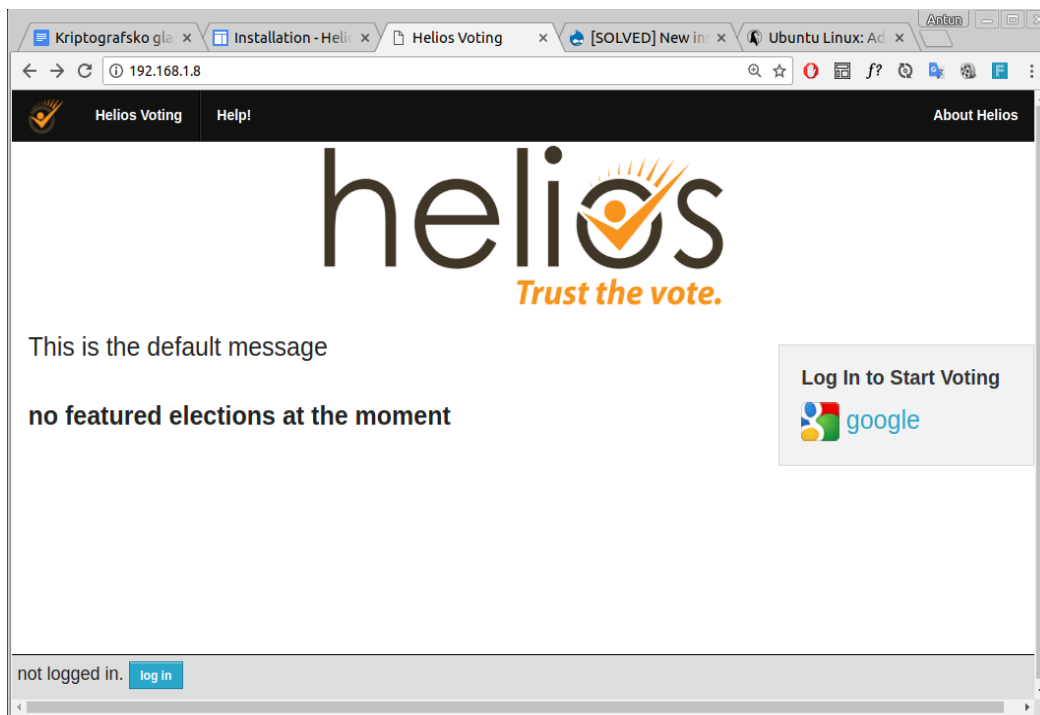 Antun
Kriptografsko gla
Installation - Helio
Helios Voting
[SOLVED] New in
Ubuntu Linux: Ad
192.168.1.8
f?
F
Helios Voting
Help!
About Helios
helios
Trust the vote.
This is the default message
Log In to Start Voting
google
no featured elections at the moment
not logged in.
log in